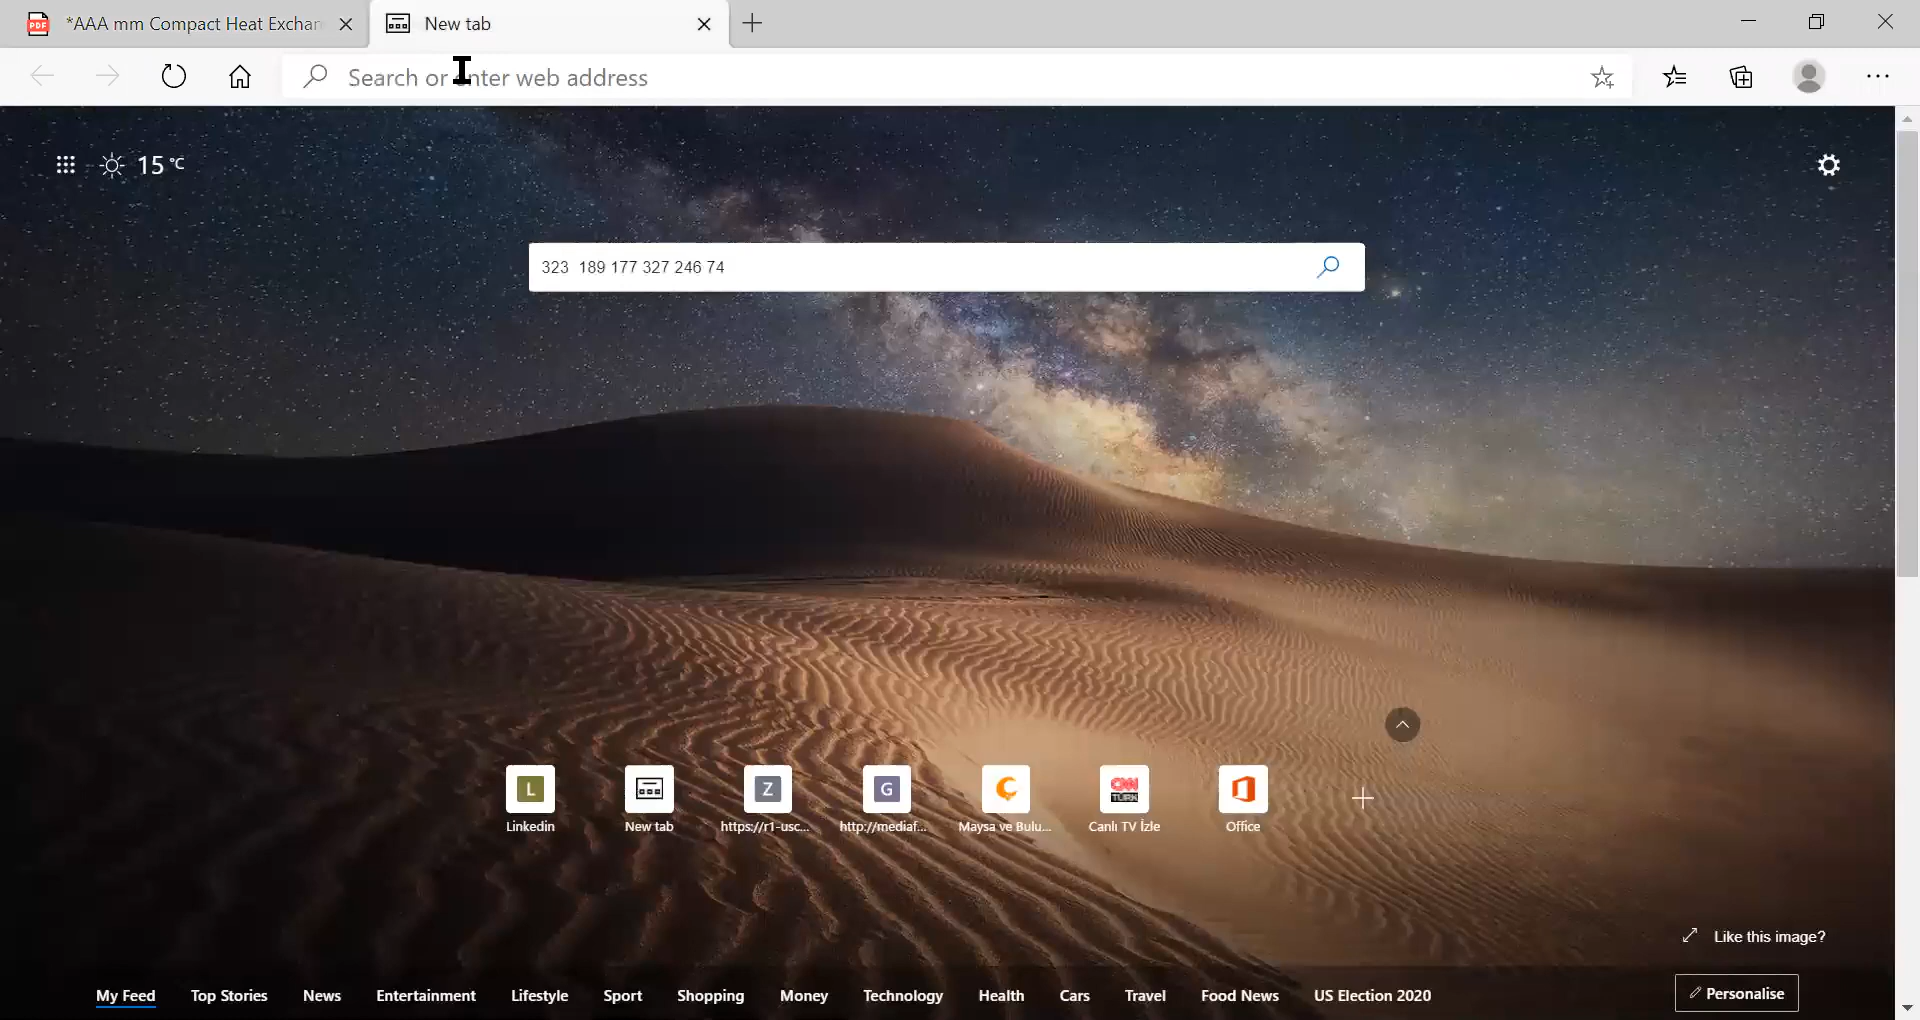 *AAA mm Compact Heat Exchan
New tab
Search or enter web address
15 °C
323  189 177 327 246 74
Linkedin
New tab
https://r1-usc...
http://mediaf...
Maysa ve Bulu...
Canlı TV İzle
Office
Like this image?
My Feed
Top Stories
News
Entertainment
Lifestyle
Sport
Shopping
Money
Technology
Health
Cars
Travel
Food News
US Election 2020
Personalise
PDF
L
Z
G
CNN
TÜRK